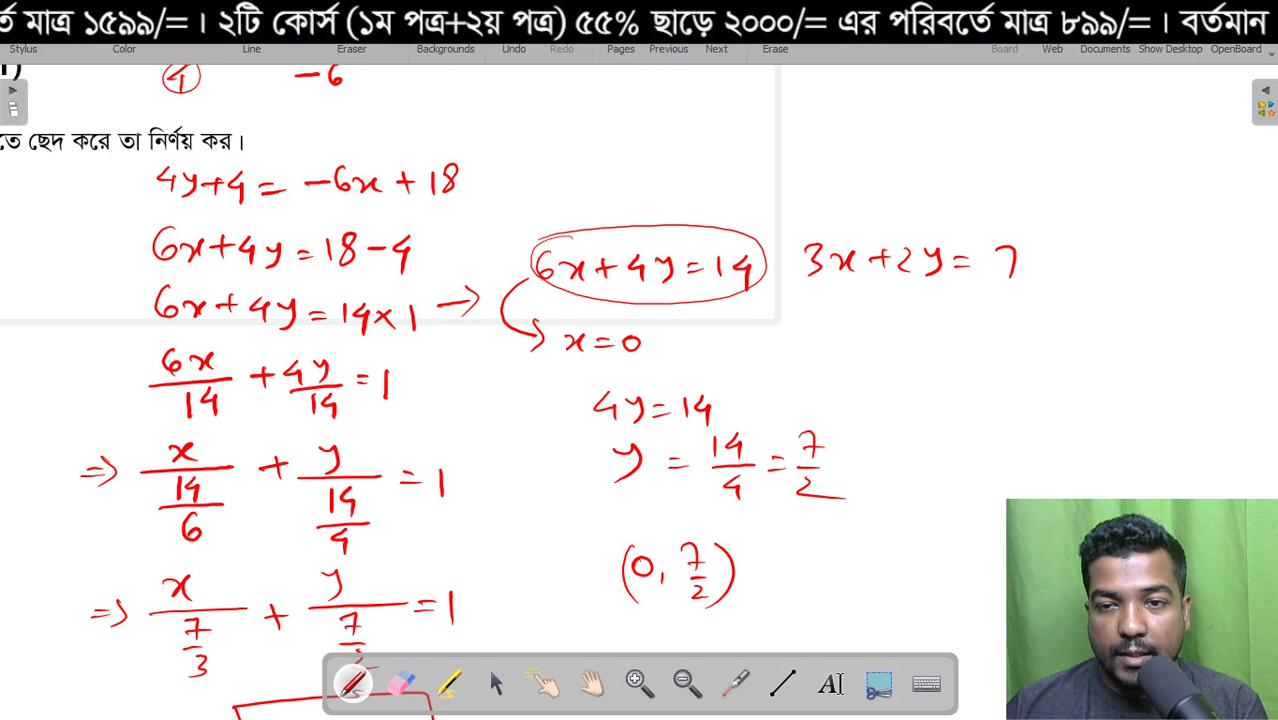 র্ত মাত্র ১৫৯৯/=। ২টি কোর্স (১ম পত্র+২য় পত্র) ৫৫% ছাড়ে ২০০০/= এর পরিবর্তে মাত্র ৮৯৯/=। বর্তমান
Stylus Color Line Eraser Backgrounds Undo Redo Pages Previous Next Erase Board Web Documents Show Desktop OpenBoard
4 -6
তে ছেদ করে তা নির্ণয় কর।
4y+4 = -6x + 18
6x+4y = 18-4
6x+4y = 14
3x+2y = 7
6x+4y = 14×1 →
x = 0
6x/14 + 4y/14 = 1
4y = 14
y = 14/4 = 7/2
⇒ x/(14/6) + y/(14/4) = 1
(0, 7/2)
⇒ x/(7/3) + y/(7/ = 1